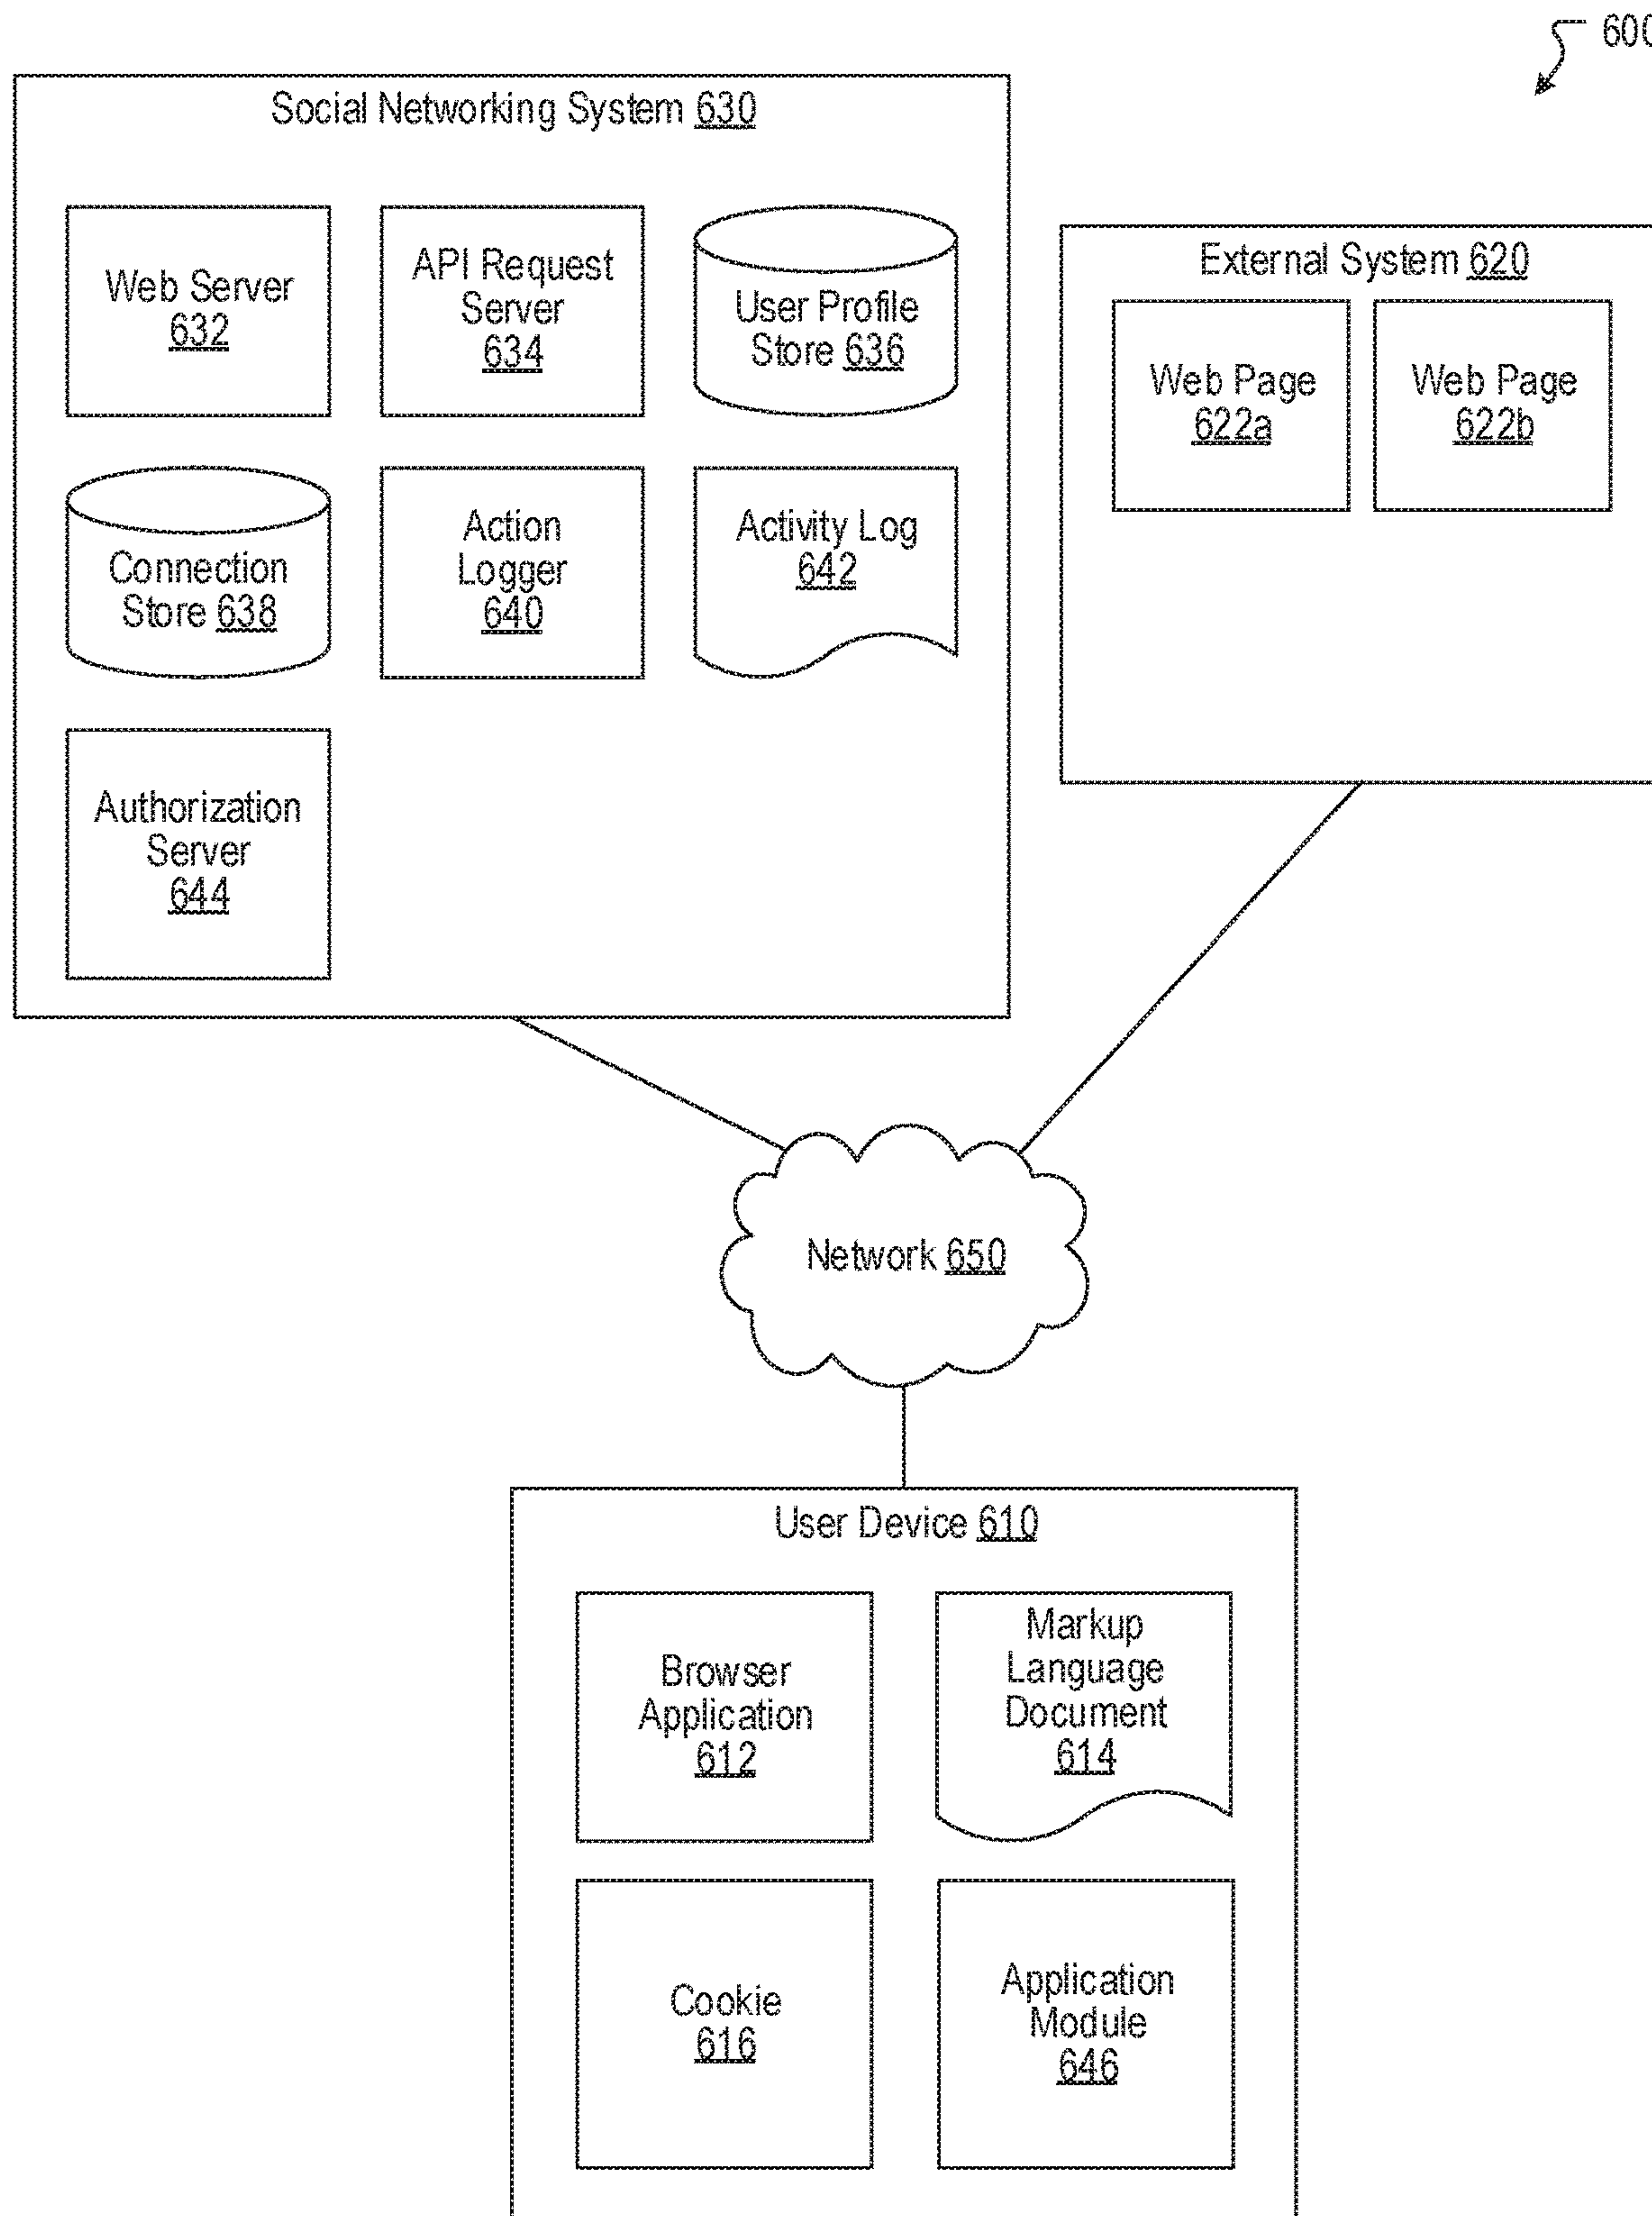 600
Social Networking System 630
Web Server
632
API Request
Server
634
User Profile
Store 636
Connection
Store 638
Action
Logger
640
Activity Log
642
Authorization
Server
644
External System 620
Web Page
622a
Web Page
622b
Network 650
User Device 610
Browser
Application
612
Markup
Language
Document
614
Cookie
616
Application
Module
646